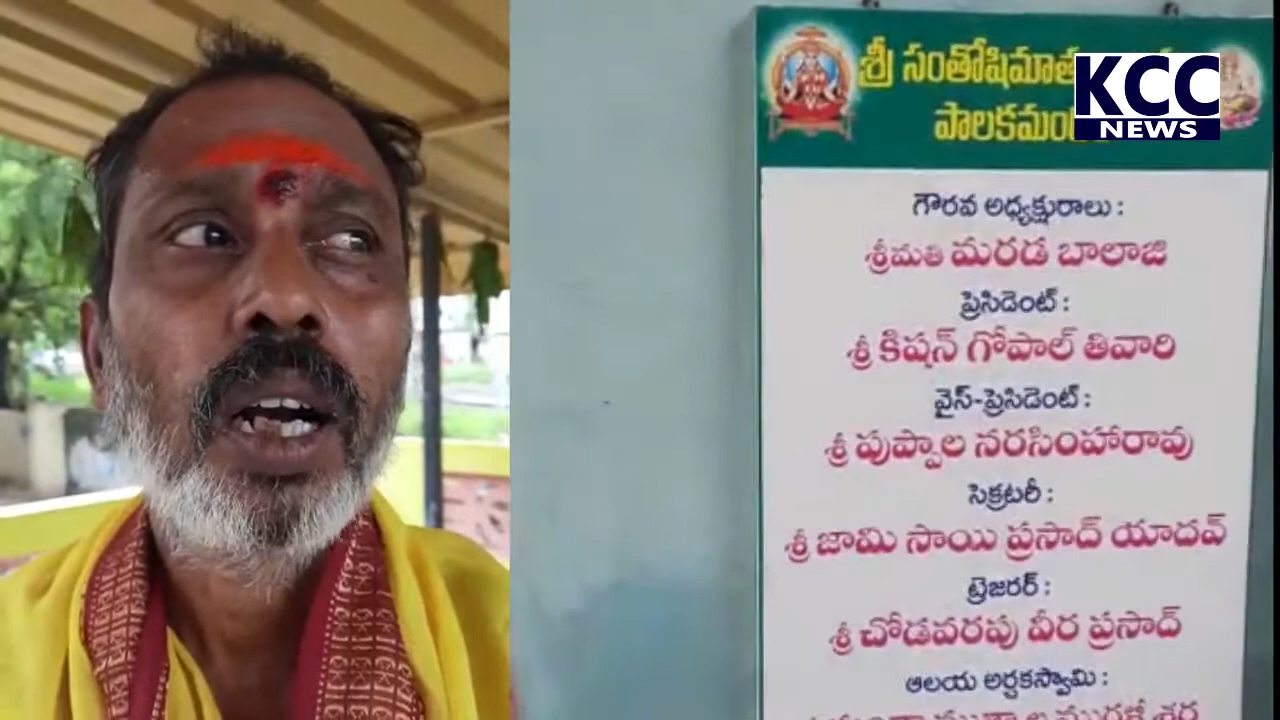 శ్రీ సంతోషిమాత
పాలకమం
KCC
NEWS
గౌరవ అధ్యక్షురాలు :
శ్రీమతి మరడ బాలాజి
ప్రెసిడెంట్ :
శ్రీ కిషన్ గోపాల్ తివారి
వైస్-ప్రెసిడెంట్ :
శ్రీ పుప్పాల నరసింహారావు
సెక్రటరీ :
శ్రీ జామి సాయి ప్రసాద్ యాదవ్
ట్రెజరర్ :
శ్రీ చోడవరపు వీర ప్రసాద్
ఆలయ అర్చకస్వామి :